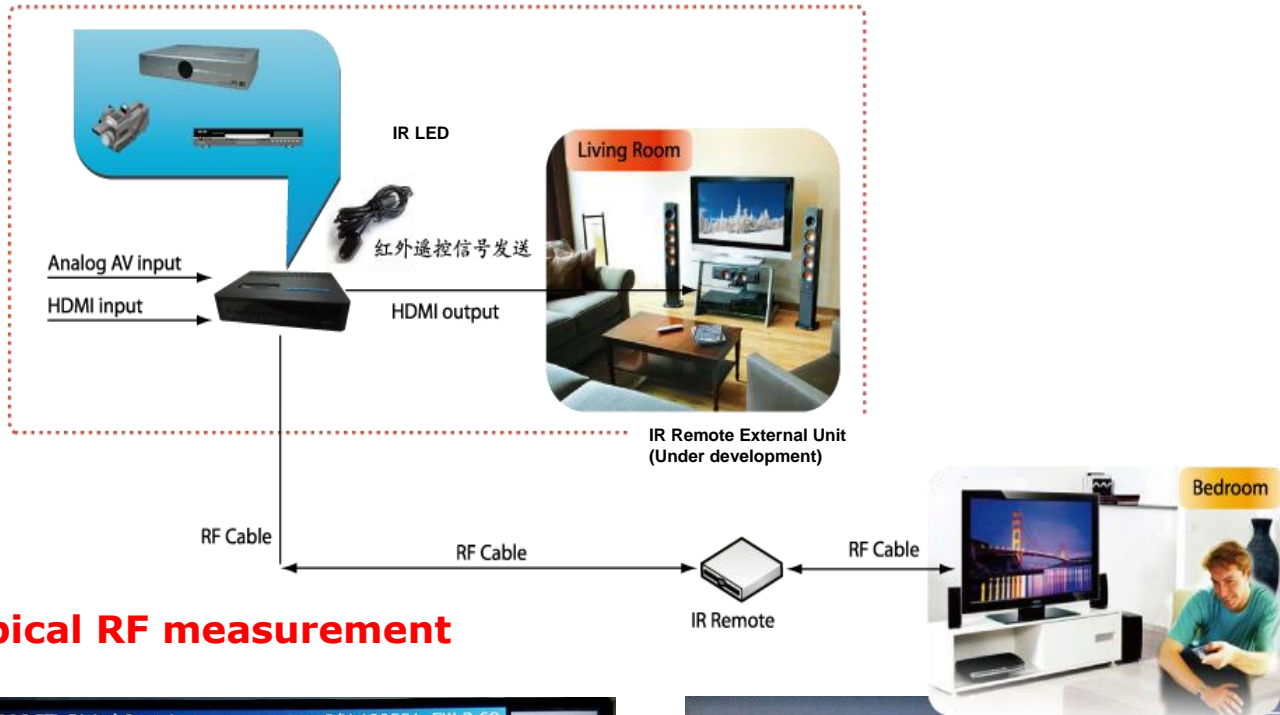 IR LED
Living Room
红外遥控信号发送
Analog AV input
HDMI input
HDMI output
IR Remote External Unit
(Under development)
Bedroom
RF Cable
RF Cable
RF Cable
IR Remote
pical RF measurement